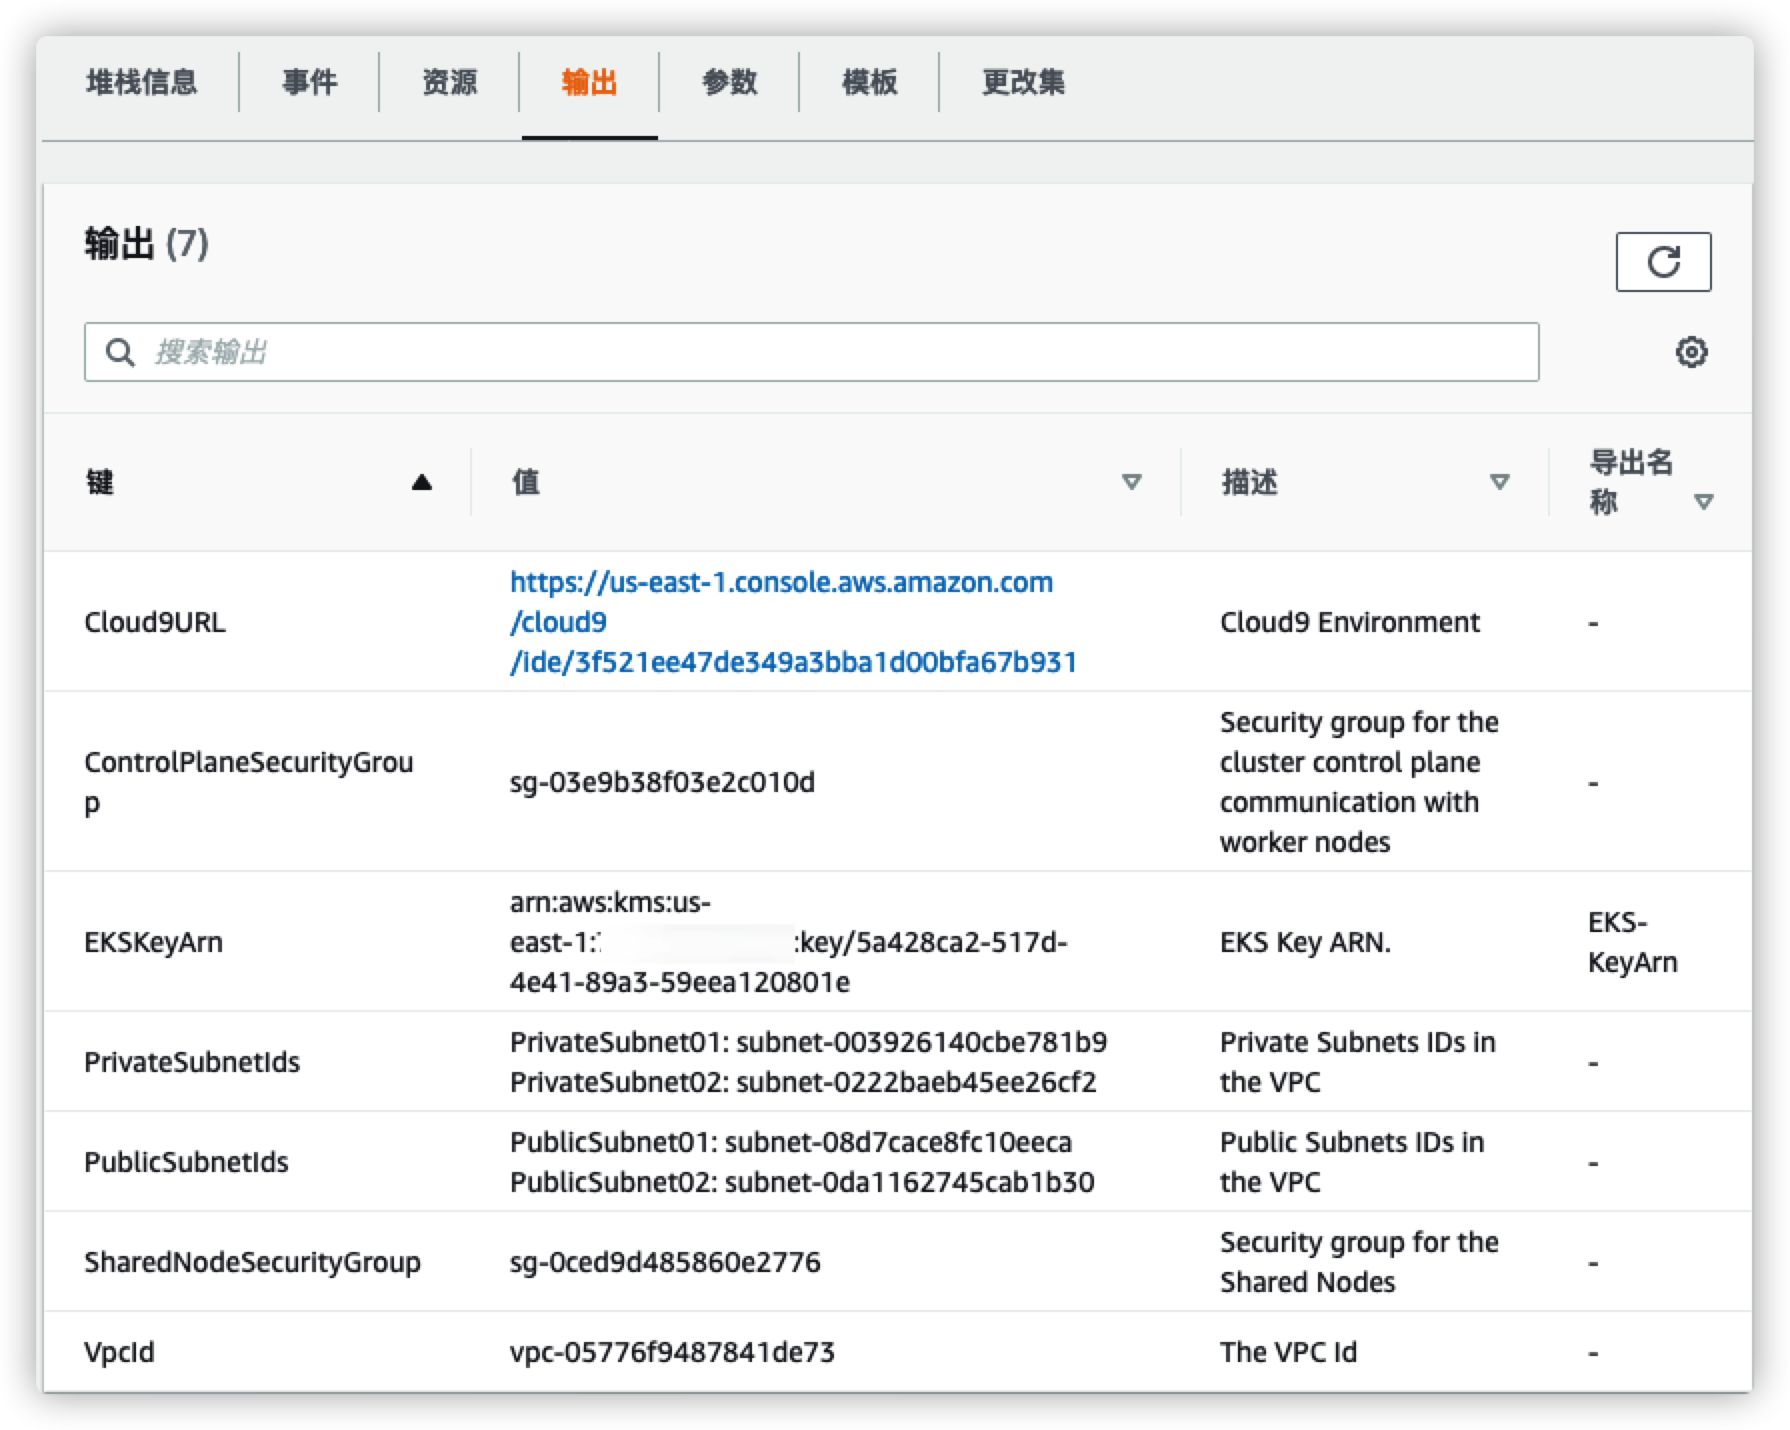 堆栈信息
事件
资源
输出
参数
模板
更改集
输出 (7)
搜索输出
键
值
描述
导出名
称
Cloud9URL
https://us-east-1.console.aws.amazon.com
/cloud9
/ide/3f521ee47de349a3bba1d00bfa67b931
Cloud9 Environment
-
ControlPlaneSecurityGrou
p
sg-03e9b38f03e2c010d
Security group for the
cluster control plane
communication with
worker nodes
-
EKSKeyArn
arn:aws:kms:us-
east-1: :key/5a428ca2-517d-
4e41-89a3-59eea120801e
EKS Key ARN.
EKS-
KeyArn
PrivateSubnetIds
PrivateSubnet01: subnet-003926140cbe781b9
PrivateSubnet02: subnet-0222baeb45ee26cf2
Private Subnets IDs in
the VPC
-
PublicSubnetIds
PublicSubnet01: subnet-08d7cace8fc10eeca
PublicSubnet02: subnet-0da1162745cab1b30
Public Subnets IDs in
the VPC
-
SharedNodeSecurityGroup
sg-0ced9d485860e2776
Security group for the
Shared Nodes
-
VpcId
vpc-05776f9487841de73
The VPC Id
-